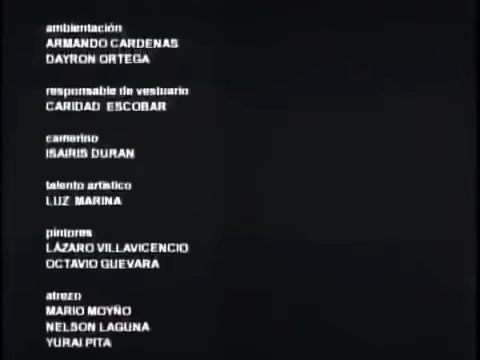 ambientación
ARMANDO CARDENAS
DAYRON ORTEGA
responsable de vestuario
CARIDAD ESCOBAR
camerino
ISAIRIS DURAN
talento artístico
LUZ MARINA
pintores
LÁZARO VILLAVICENCIO
OCTAVIO GUEVARA
atrezo
MARIO MOYÑO
NELSON LAGUNA
YURAI PITA